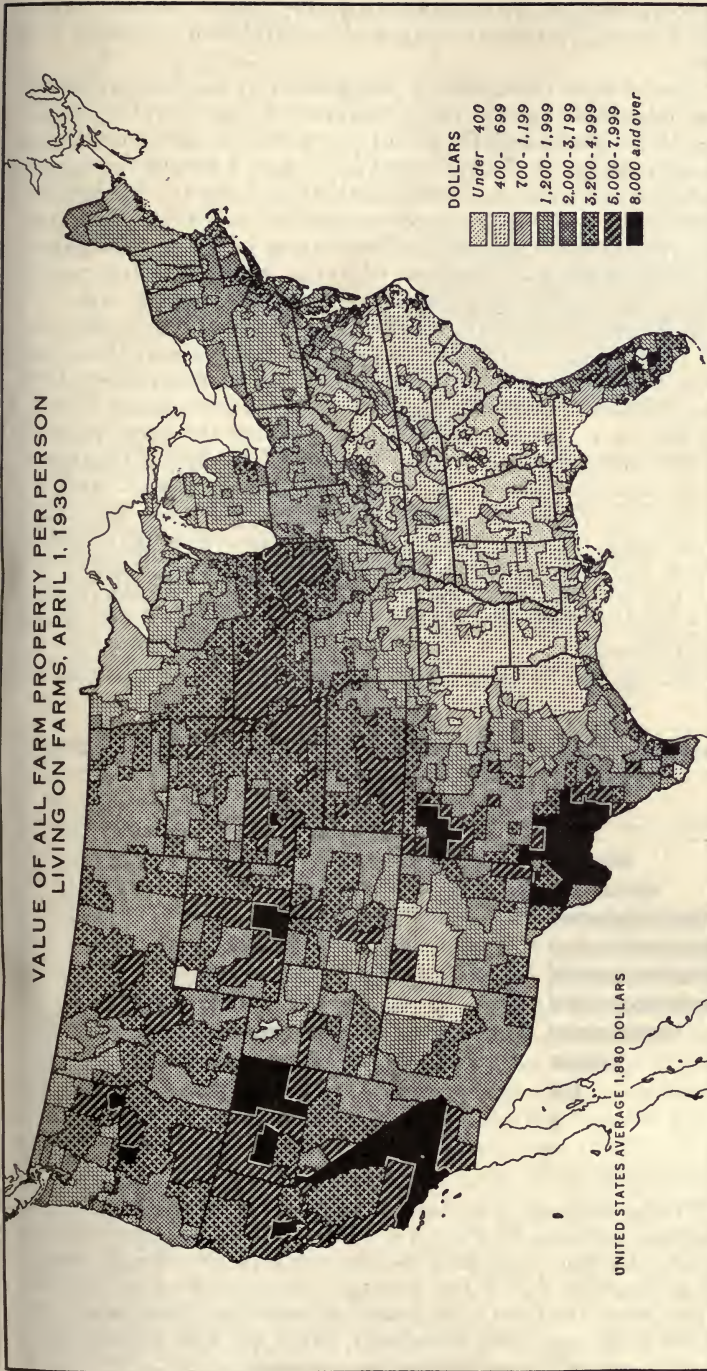 VALUE OF ALL FARM PROPERTY PER PERSON
LIVING ON FARMS, APRIL 1, 1930
DOLLARS
Under 400
400 - 699
700 - 1,199
1,200 - 1,999
2,000 - 3,199
3,200 - 4,999
5,000 - 7,999
8,000 and over
UNITED STATES AVERAGE 1,880 DOLLARS